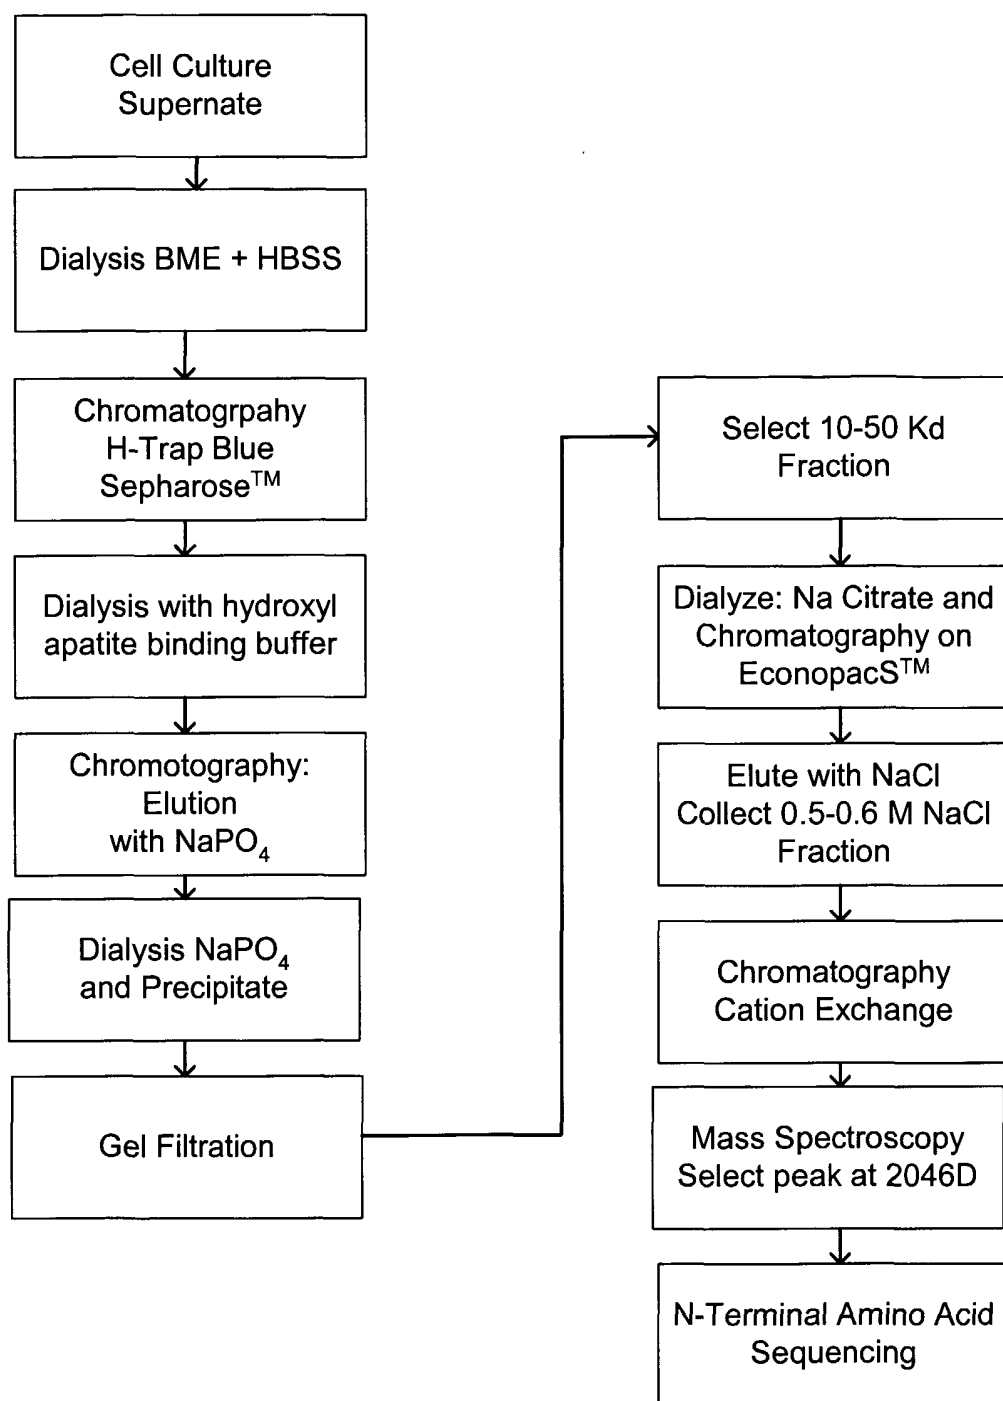 Cell Culture
Supernate
Dialysis BME + HBSS
Chromatogrpahy
H-Trap Blue
Sepharose™
Dialysis with hydroxyl
apatite binding buffer
Chromotography:
Elution
with NaPO₄
Dialysis NaPO₄
and Precipitate
Gel Filtration
Select 10-50 Kd
Fraction
Dialyze: Na Citrate and
Chromatography on
EconopacS™
Elute with NaCl
Collect 0.5-0.6 M NaCl
Fraction
Chromatography
Cation Exchange
Mass Spectroscopy
Select peak at 2046D
N-Terminal Amino Acid
Sequencing